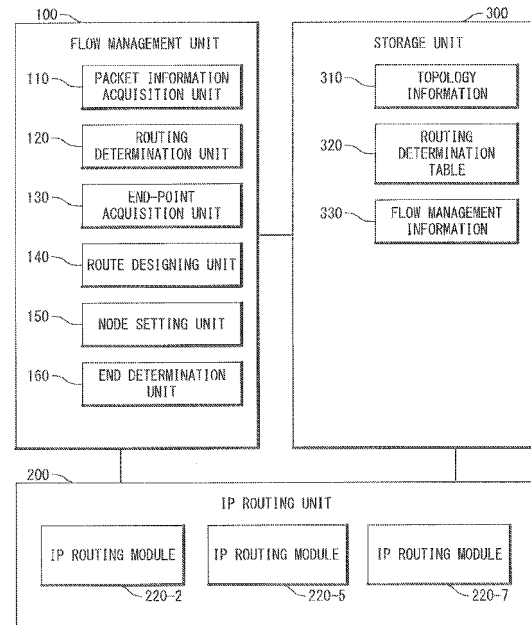 100
FLOW MANAGEMENT UNIT
110
PACKET INFORMATION
ACQUISITION UNIT
120
ROUTING
DETERMINATION UNIT
130
END-POINT
ACQUISITION UNIT
140
ROUTE DESIGNING UNIT
150
NODE SETTING UNIT
160
END DETERMINATION
UNIT
300
STORAGE UNIT
310
TOPOLOGY
INFORMATION
320
ROUTING
DETERMINATION
TABLE
330
FLOW MANAGEMENT
INFORMATION
200
IP ROUTING UNIT
IP ROUTING MODULE
220-2
IP ROUTING MODULE
220-5
IP ROUTING MODULE
220-7